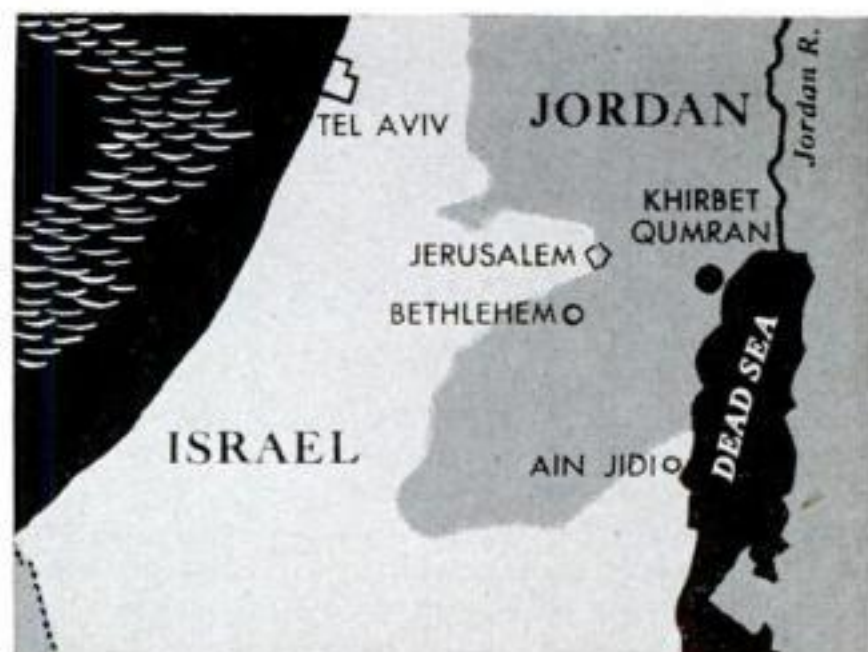 TEL AVIV
JORDAN
Jordan R.
KHIRBET
QUMRAN
JERUSALEM
BETHLEHEM
ISRAEL
AIN JIDI
DEAD SEA